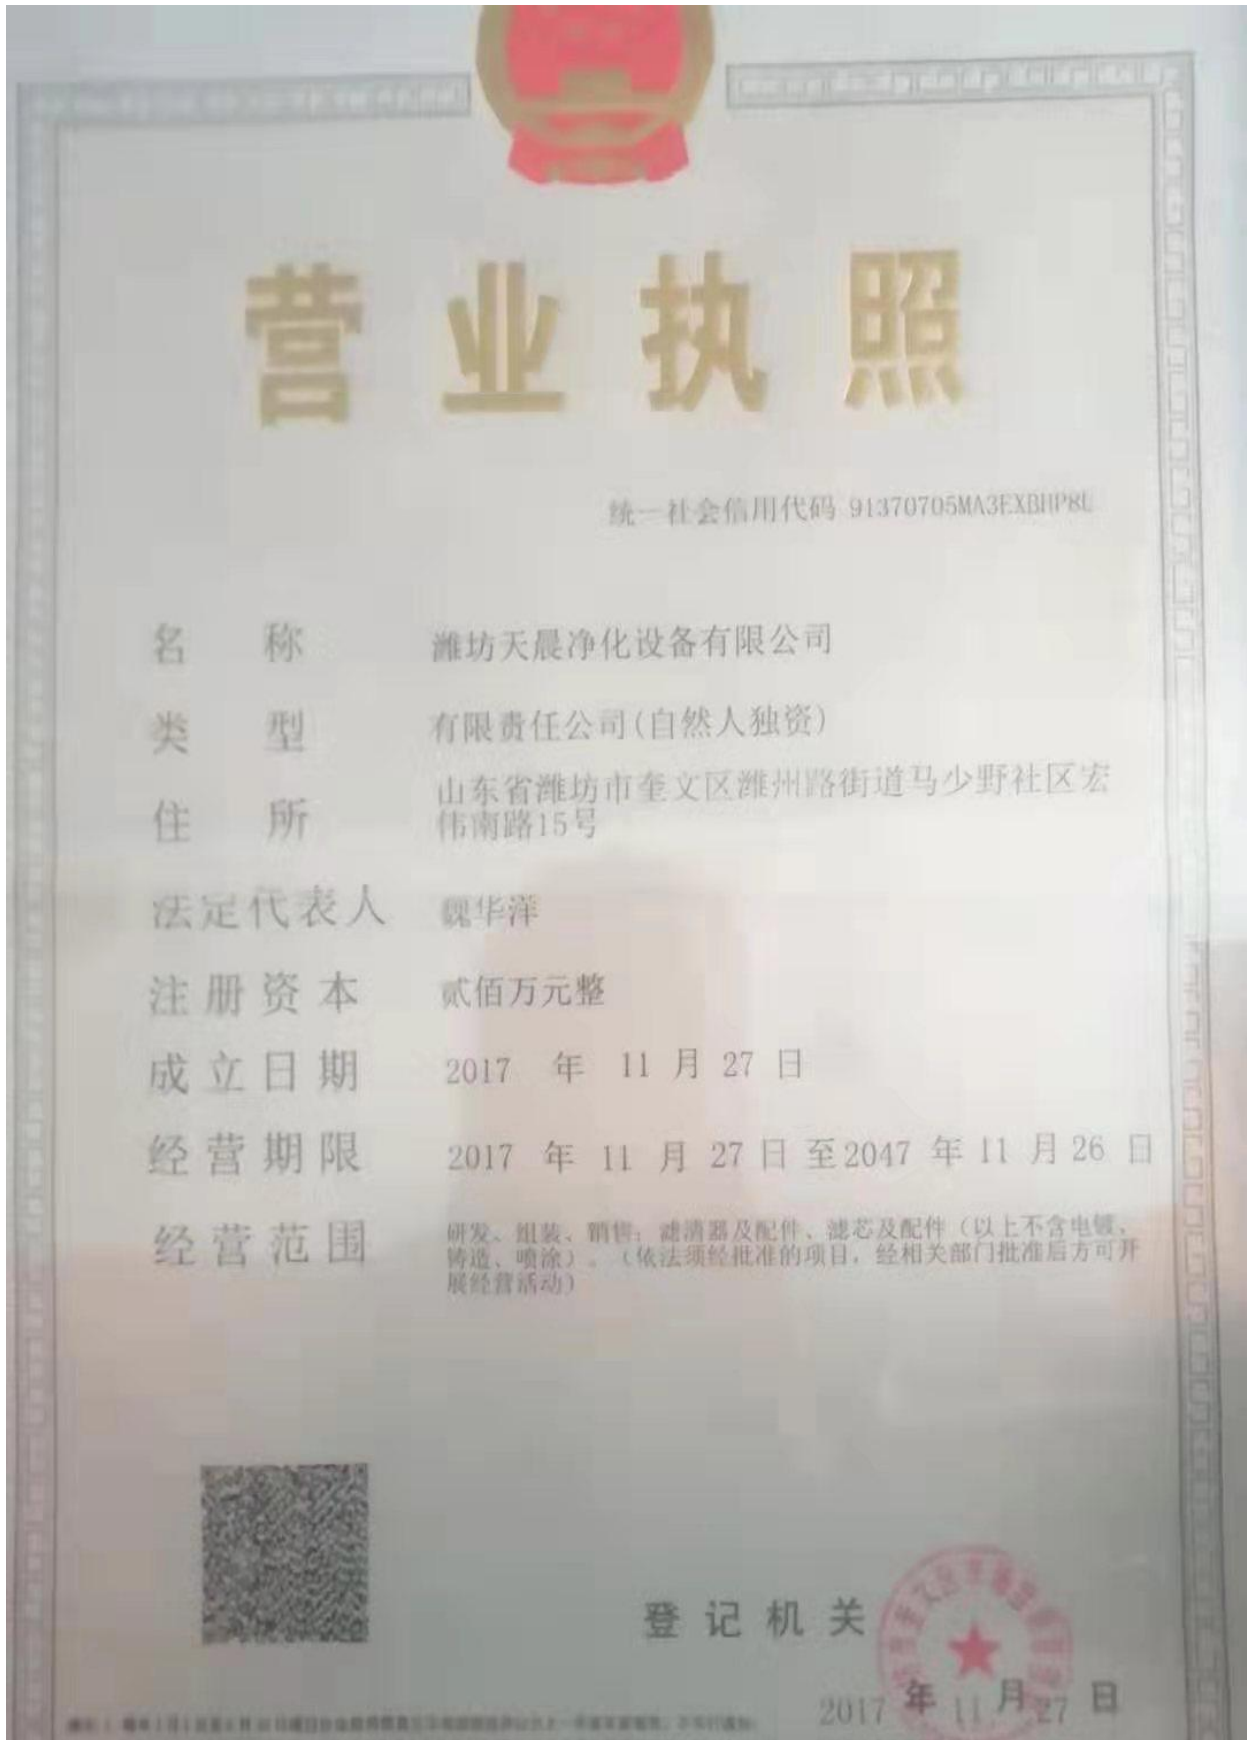 营业执照
统一社会信用代码 91370705MA3EXBHP8L
名称 潍坊天晨净化设备有限公司
类型 有限责任公司(自然人独资)
住所 山东省潍坊市奎文区潍州路街道马少野社区宏
伟南路15号
法定代表人 魏华洋
注册资本 贰佰万元整
成立日期 2017 年 11 月 27 日
经营期限 2017 年 11 月 27 日 至 2047 年 11 月 26 日
经营范围 研发、组装、销售：滤清器及配件、滤芯及配件（以上不含电镀、
铸造、喷涂）。（依法须经批准的项目，经相关部门批准后方可开
展经营活动）
登记机关
2017 年 11 月 27 日